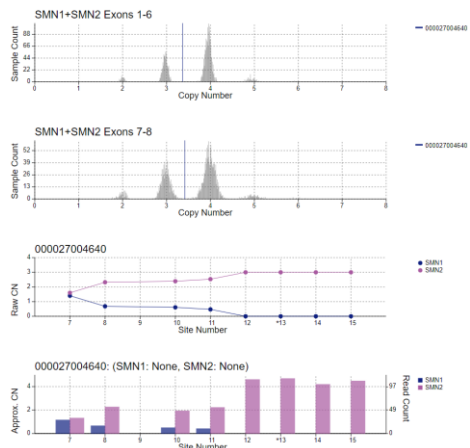 SMN1+SMN2 Exons 1-6
Sample Count
88
66
44
22
0
0 1 2 3 4 5 6 7 8
Copy Number
000027004640
SMN1+SMN2 Exons 7-8
Sample Count
52
39
26
13
0
0 1 2 3 4 5 6 7 8
Copy Number
000027004640
000027004640
Raw CN
4
3
2
1
0
7 8 9 10 11 12 *13 14 15
Site Number
SMN1
SMN2
000027004640: (SMN1: None, SMN2: None)
Approx. CN
4
2
0
7 8 9 10 11 12 *13 14 15
Site Number
97
49
0
Read Count
SMN1
SMN2